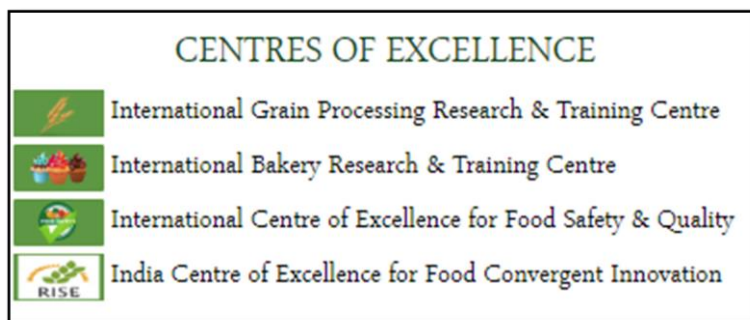 CENTRES OF EXCELLENCE
International Grain Processing Research & Training Centre
International Bakery Research & Training Centre
International Centre of Excellence for Food Safety & Quality
India Centre of Excellence for Food Convergent Innovation
RISE